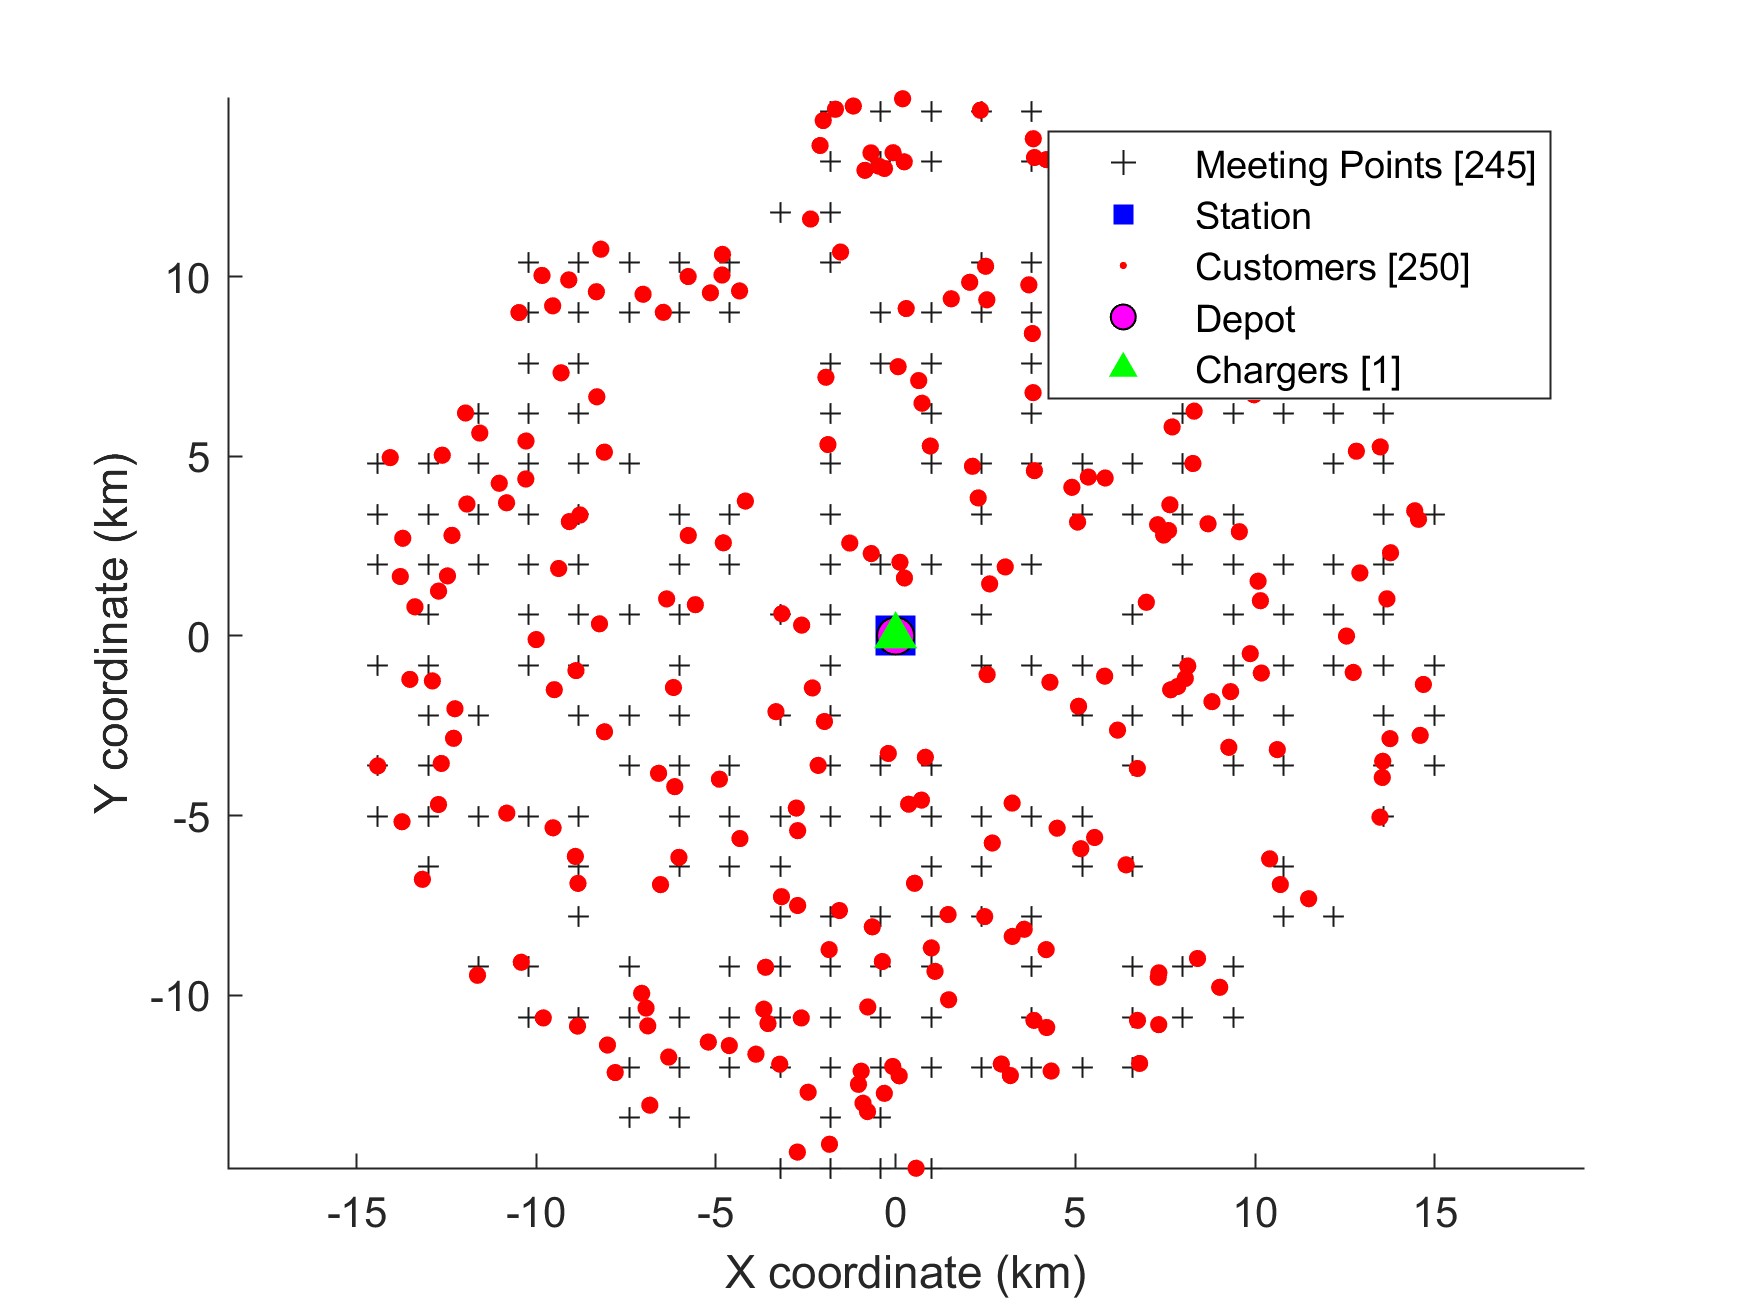 Meeting Points [245]
Station
Customers [250]
Depot
Chargers [1]
10
5
0
-5
-10
Y coordinate (km)
-15
-10
-5
0
5
10
15
X coordinate (km)